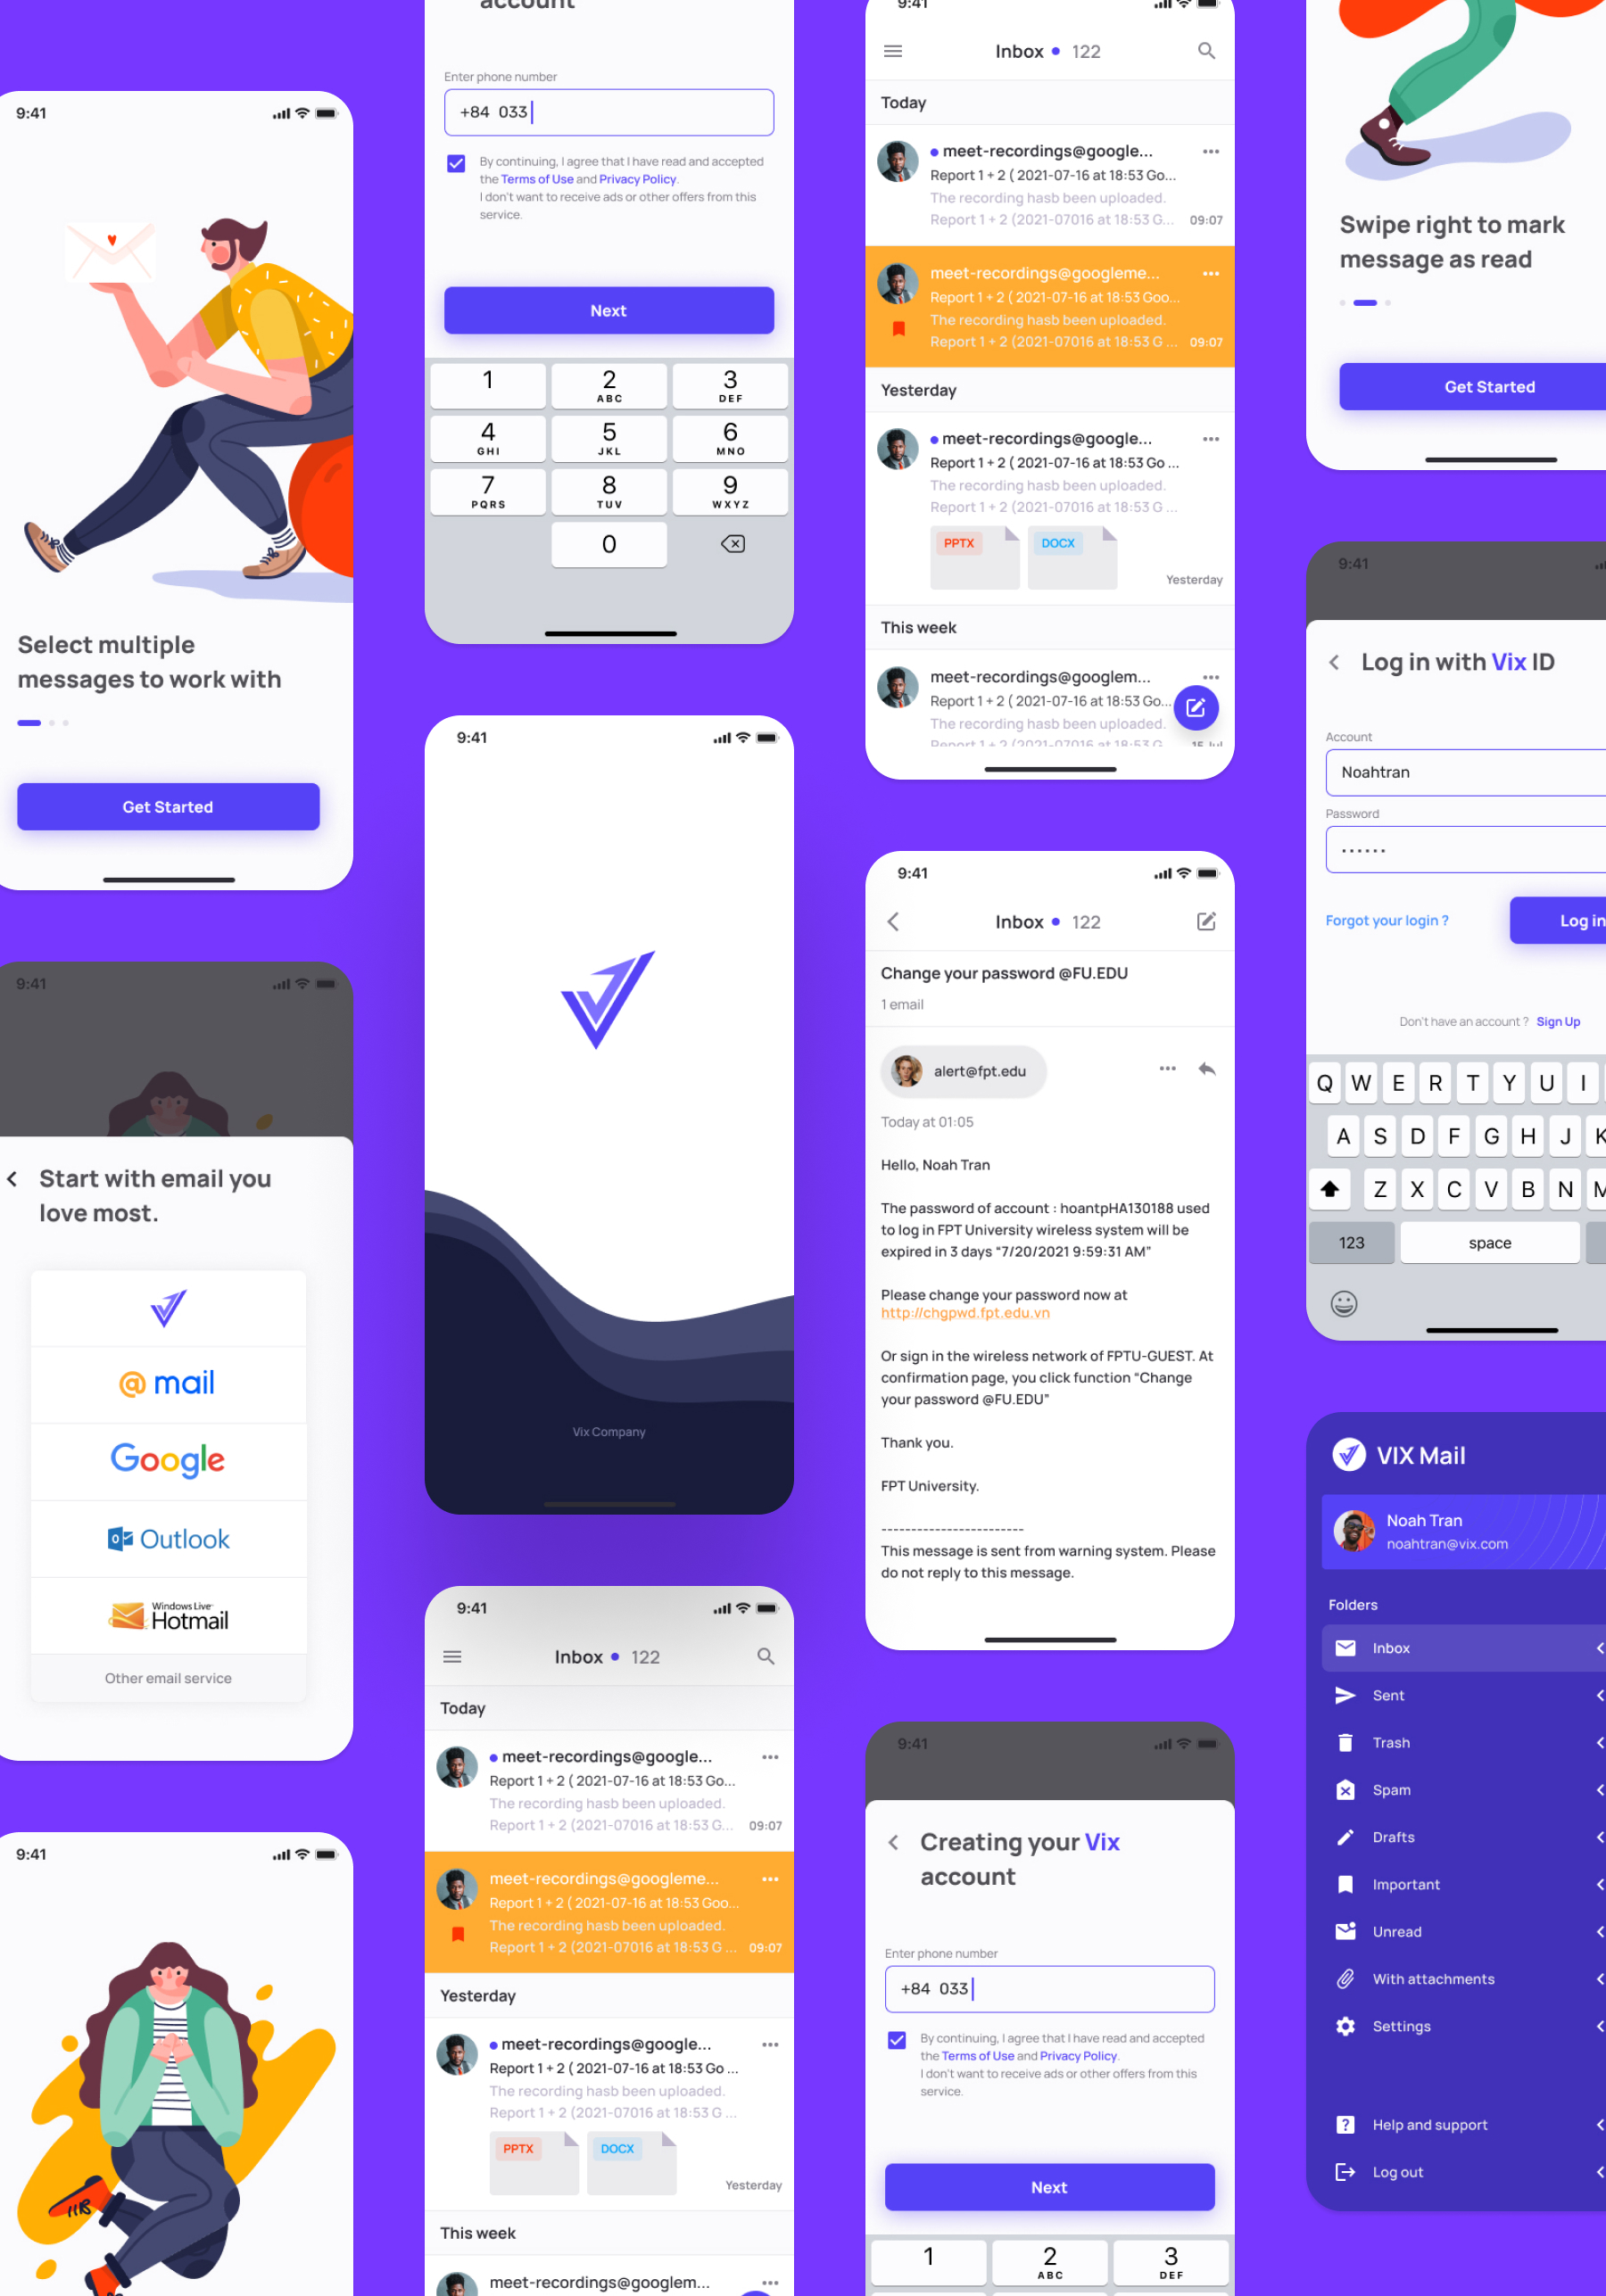 9:41
Select multiple
messages to work with
Get Started
9:41
Start with email you
love most.
@ mail
Google
Outlook
Windows Live™
Hotmail
Other email service
9:41
account
Enter phone number
+84 033
By continuing, I agree that I have read and accepted
the Terms of Use and Privacy Policy.
I don't want to receive ads or other offers from this
service.
Next
1
2
ABC
3
DEF
4
GHI
5
JKL
6
MNO
7
PQRS
8
TUV
9
WXYZ
0
9:41
Vix Company
9:41
Inbox • 122
Today
meet-recordings@google...
Report 1 + 2 ( 2021-07-16 at 18:53 Go...
The recording hasb been uploaded.
Report 1 + 2 (2021-07016 at 18:53 G... 09:07
meet-recordings@googleme...
Report 1 + 2 ( 2021-07-16 at 18:53 Goo...
The recording hasb been uploaded.
Report 1 + 2 (2021-07016 at 18:53 G ... 09:07
Yesterday
meet-recordings@google...
Report 1 + 2 ( 2021-07-16 at 18:53 Go ...
The recording hasb been uploaded.
Report 1 + 2 (2021-07016 at 18:53 G ...
PPTX DOCX
Yesterday
This week
meet-recordings@googlem...
9:41
Inbox • 122
Today
meet-recordings@google...
Report 1 + 2 ( 2021-07-16 at 18:53 Go...
The recording hasb been uploaded.
Report 1 + 2 (2021-07016 at 18:53 G... 09:07
meet-recordings@googleme...
Report 1 + 2 ( 2021-07-16 at 18:53 Goo...
The recording hasb been uploaded.
Report 1 + 2 (2021-07016 at 18:53 G ... 09:07
Yesterday
meet-recordings@google...
Report 1 + 2 ( 2021-07-16 at 18:53 Go ...
The recording hasb been uploaded.
Report 1 + 2 (2021-07016 at 18:53 G ...
PPTX DOCX
Yesterday
This week
meet-recordings@googlem...
Report 1 + 2 ( 2021-07-16 at 18:53 Go...
The recording hasb been uploaded.
Report 1 + 2 (2021-07016 at 18:53 G 15 Jul
9:41
Inbox • 122
Change your password @FU.EDU
1 email
alert@fpt.edu
Today at 01:05
Hello, Noah Tran
The password of account : hoantpHA130188 used
to log in FPT University wireless system will be
expired in 3 days “7/20/2021 9:59:31 AM”
Please change your password now at
http://chgpwd.fpt.edu.vn
Or sign in the wireless network of FPTU-GUEST. At
confirmation page, you click function “Change
your password @FU.EDU”
Thank you.
FPT University.
------------------------
This message is sent from warning system. Please
do not reply to this message.
9:41
Creating your Vix
account
Enter phone number
+84 033
By continuing, I agree that I have read and accepted
the Terms of Use and Privacy Policy.
I don't want to receive ads or other offers from this
service.
Next
1
2
ABC
3
DEF
Swipe right to mark
message as read
Get Started
9:41
Log in with Vix ID
Account
Noahtran
Password
Forgot your login ?
Log in
Don't have an account ? Sign Up
Q W E R T Y U I
A S D F G H J K
Z X C V B N M
123 space
VIX Mail
Noah Tran
noahtran@vix.com
Folders
Inbox
Sent
Trash
Spam
Drafts
Important
Unread
With attachments
Settings
Help and support
Log out